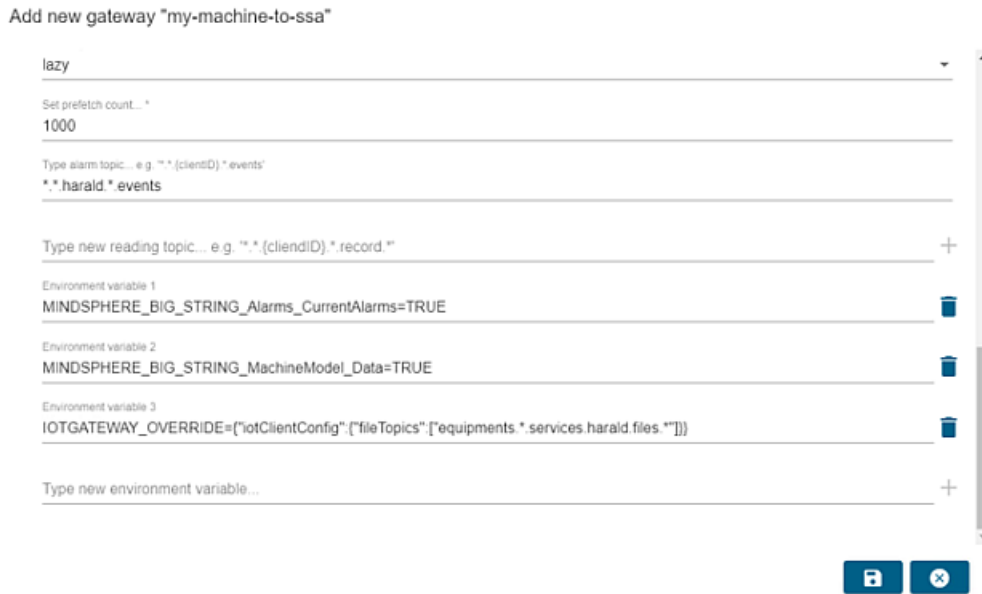 Add new gateway "my-machine-to-ssa"
lazy
Set prefetch count... *
1000
Type alarm topic... e.g. '*.*.{clientID}.*.events'
*.*.harald.*.events
Type new reading topic... e.g. '*.*.{cliendID}.*.record.*'
Environment variable 1
MINDSPHERE_BIG_STRING_Alarms_CurrentAlarms=TRUE
Environment variable 2
MINDSPHERE_BIG_STRING_MachineModel_Data=TRUE
Environment variable 3
IOTGATEWAY_OVERRIDE={"iotClientConfig":{"fileTopics":["equipments.*.services.harald.files.*"]}}
Type new environment variable...